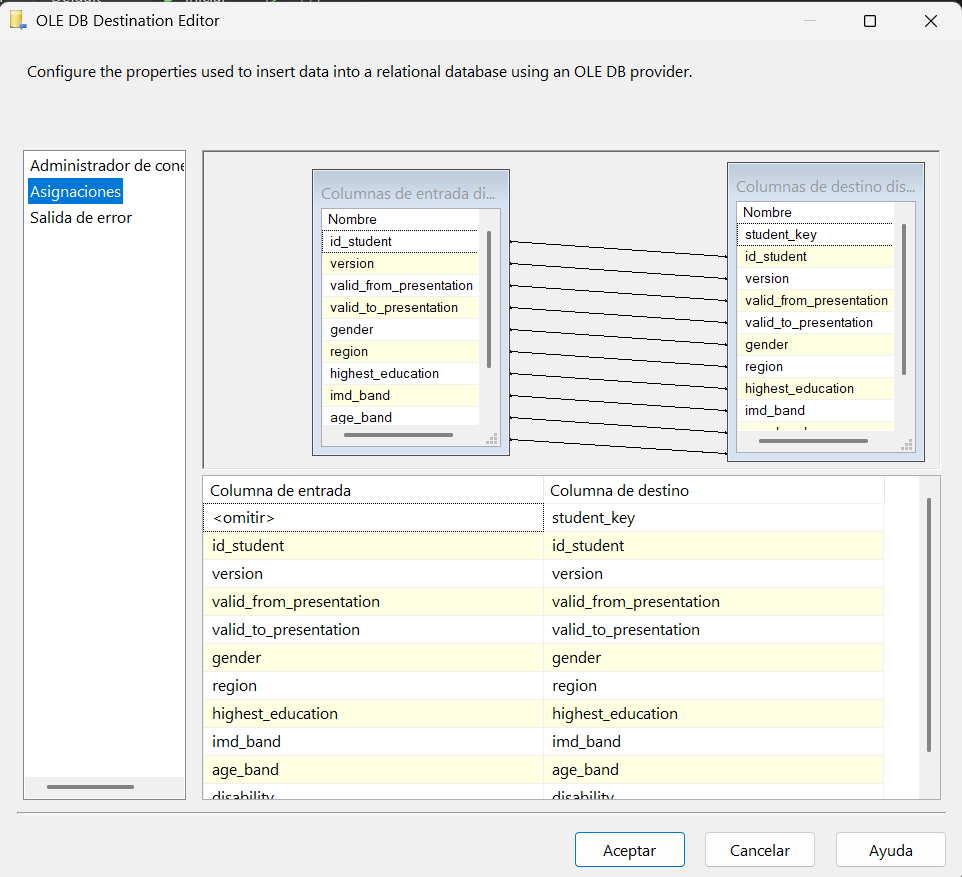 OLE DB Destination Editor
Configure the properties used to insert data into a relational database using an OLE DB provider.
Administrador de cone
Asignaciones
Salida de error
Columnas de entrada di...
Nombre
id_student
version
valid_from_presentation
valid_to_presentation
gender
region
highest_education
imd_band
age_band
Columnas de destino dis...
Nombre
student_key
id_student
version
valid_from_presentation
valid_to_presentation
gender
region
highest_education
imd_band
Columna de entrada Columna de destino
<omitir> student_key
id_student id_student
version version
valid_from_presentation valid_from_presentation
valid_to_presentation valid_to_presentation
gender gender
region region
highest_education highest_education
imd_band imd_band
age_band age_band
disability disability
Aceptar Cancelar Ayuda